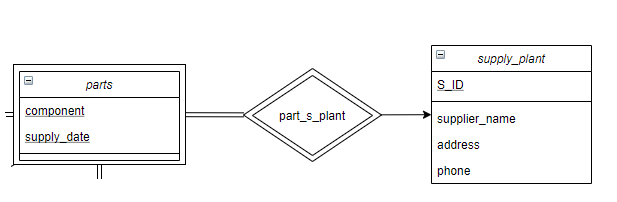 parts
component
supply_date
part_s_plant
supply_plant
S_ID
supplier_name
address
phone